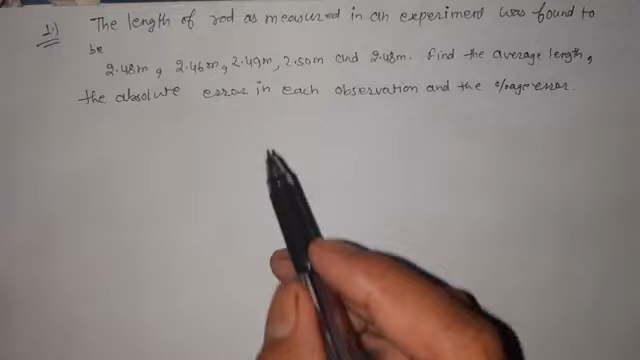 1.) The length of rod as measured in an experiment was found to
be
2.48m, 2.46m, 2.49m, 2.50m and 2.48m. Find the average length,
the absolute error in each observation and the %age error.